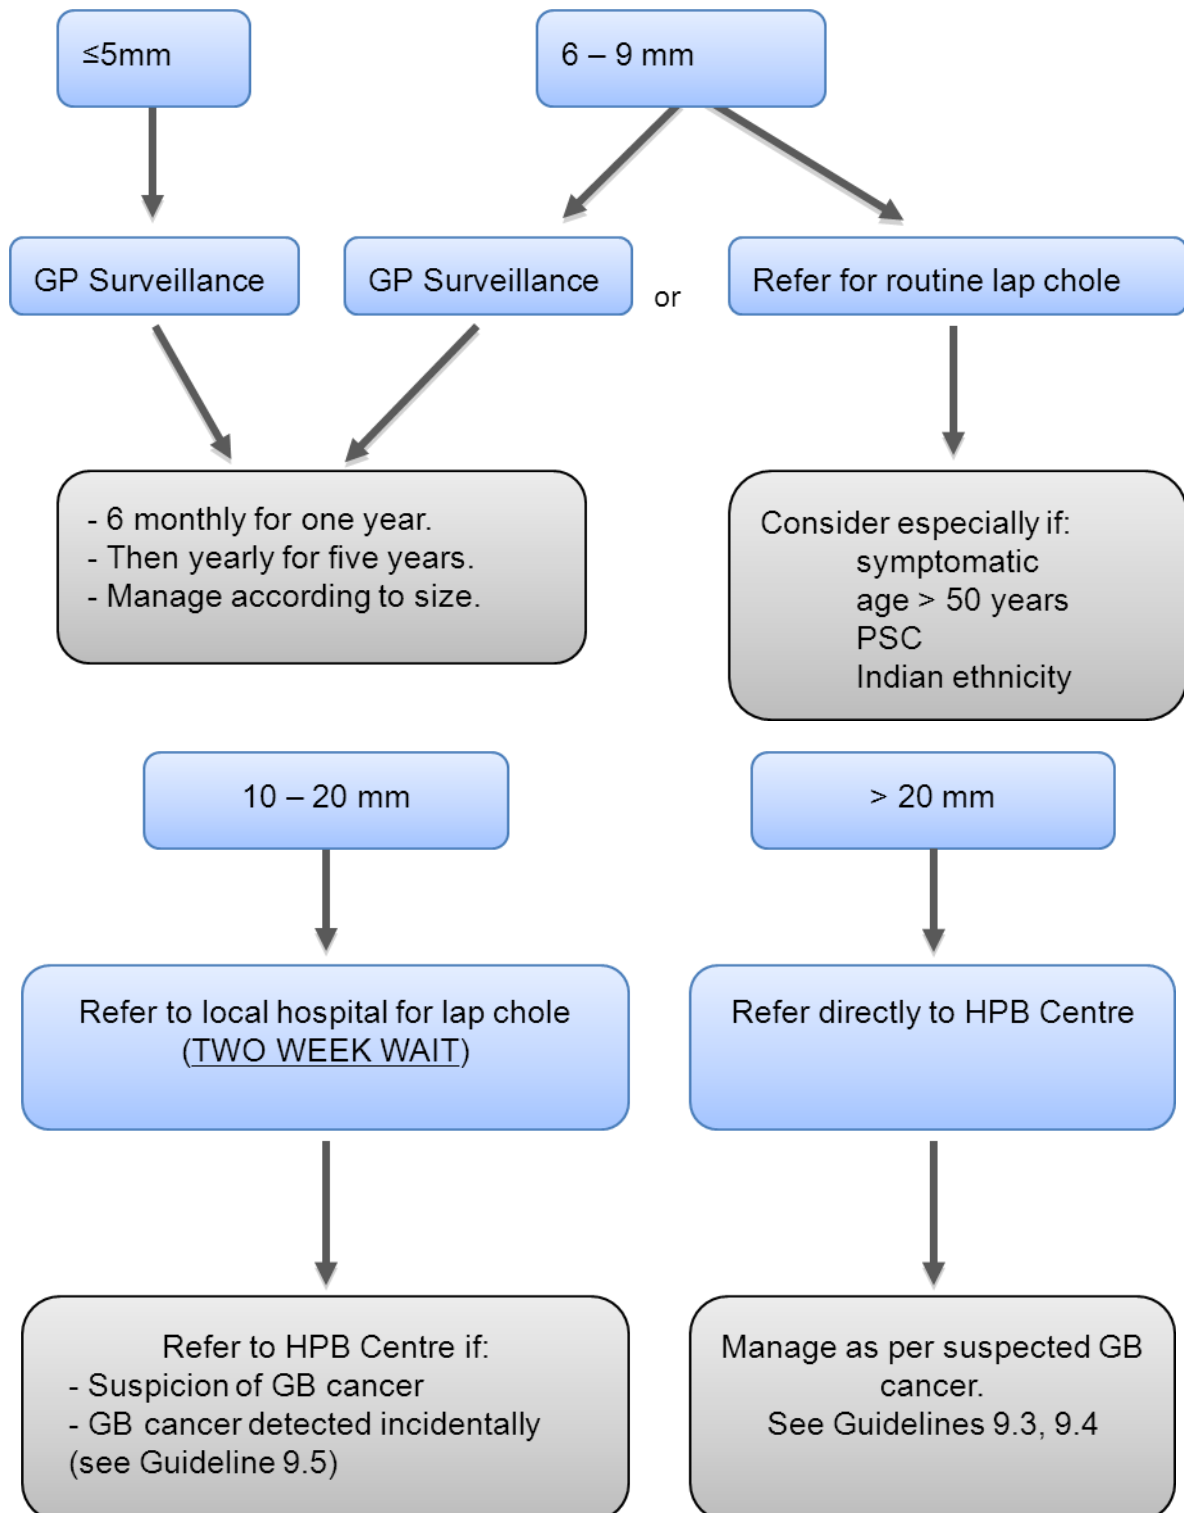 ≤5mm
6 – 9 mm
GP Surveillance
GP Surveillance
or
Refer for routine lap chole
- 6 monthly for one year.
- Then yearly for five years.
- Manage according to size.
Consider especially if:
symptomatic
age > 50 years
PSC
Indian ethnicity
10 – 20 mm
> 20 mm
Refer to local hospital for lap chole
(TWO WEEK WAIT)
Refer directly to HPB Centre
Refer to HPB Centre if:
- Suspicion of GB cancer
- GB cancer detected incidentally
(see Guideline 9.5)
Manage as per suspected GB
cancer.
See Guidelines 9.3, 9.4